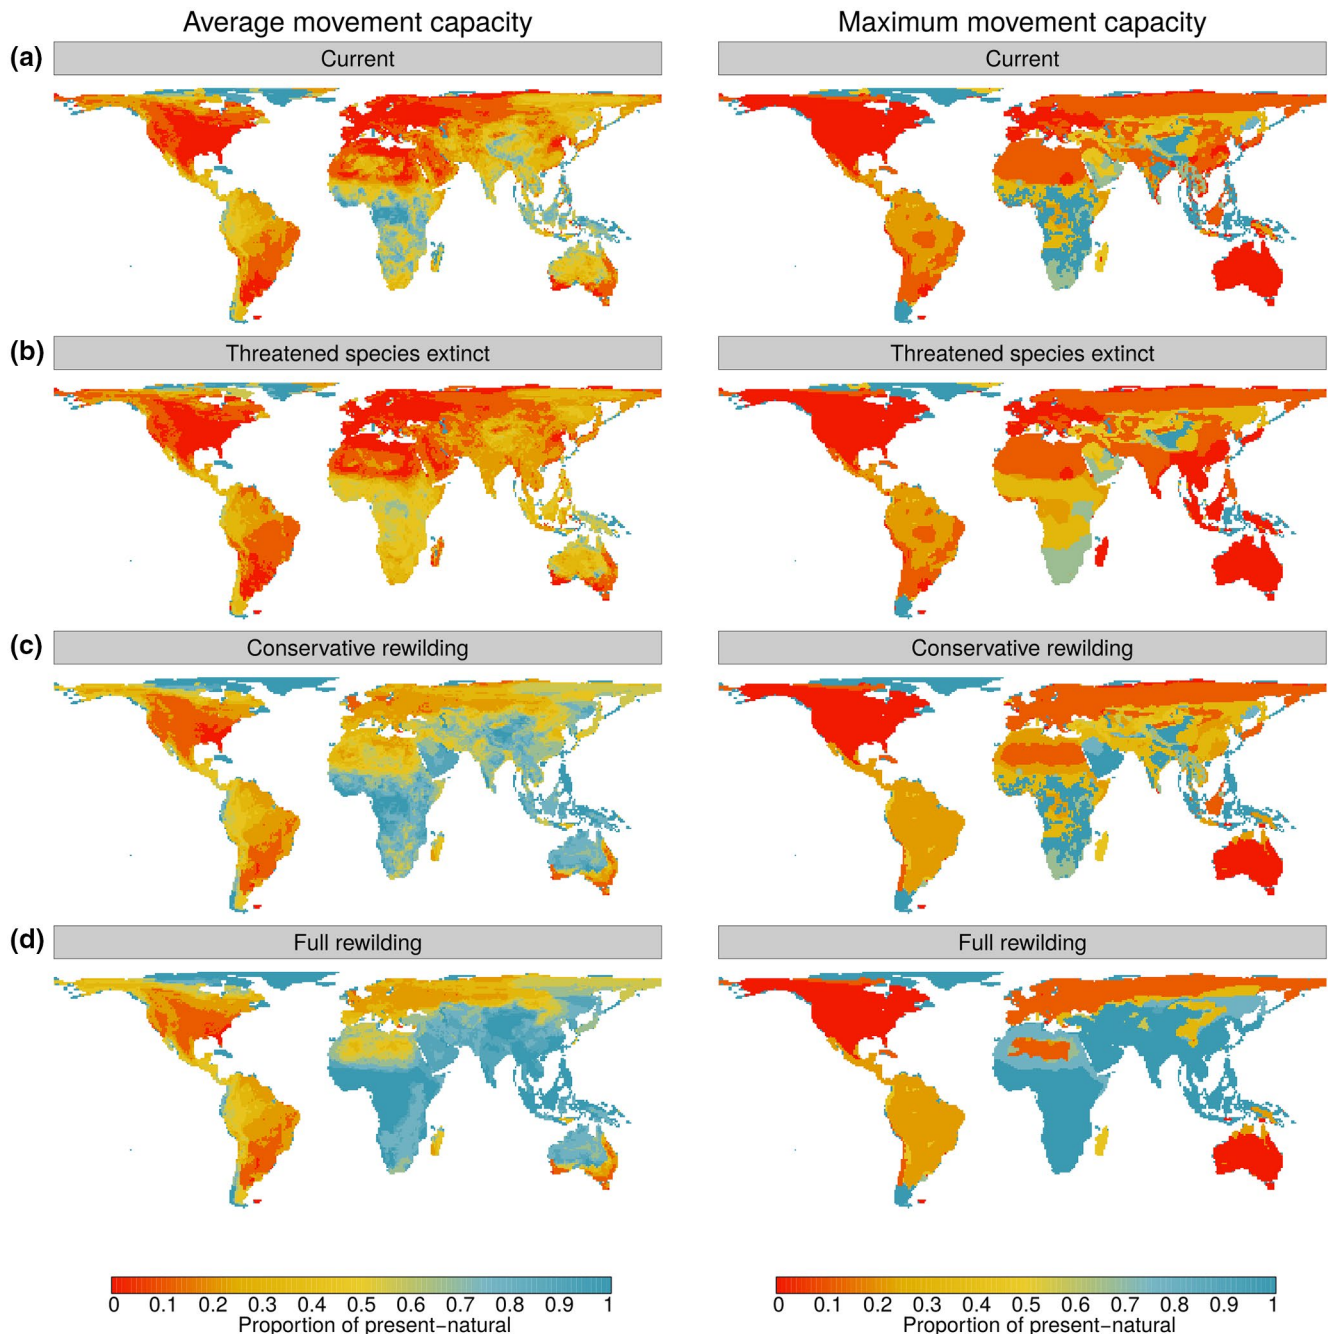 Average movement capacity
Maximum movement capacity
(a)
Current
Current
(b)
Threatened species extinct
Threatened species extinct
(c)
Conservative rewilding
Conservative rewilding
(d)
Full rewilding
Full rewilding
0 0.1 0.2 0.3 0.4 0.5 0.6 0.7 0.8 0.9 1
Proportion of present−natural
0 0.1 0.2 0.3 0.4 0.5 0.6 0.7 0.8 0.9 1
Proportion of present−natural